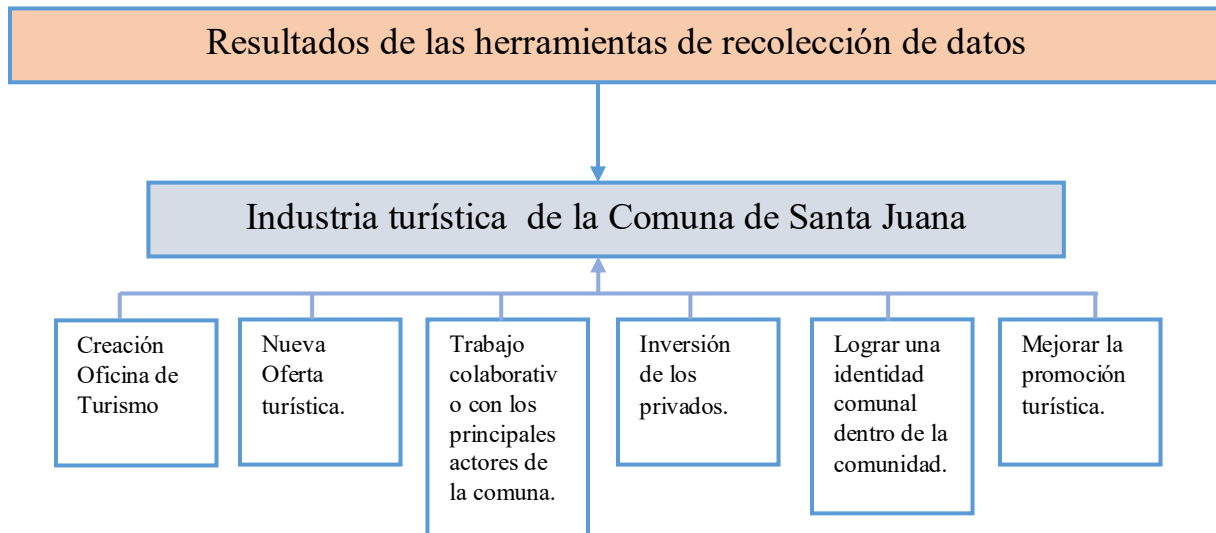 Resultados de las herramientas de recolección de datos
Industria turística de la Comuna de Santa Juana
Creación
Oficina de
Turismo
Nueva
Oferta
turística.
Trabajo
colaborativ
o con los
principales
actores de
la comuna.
Inversión
de los
privados.
Lograr una
identidad
comunal
dentro de la
comunidad.
Mejorar la
promoción
turística.